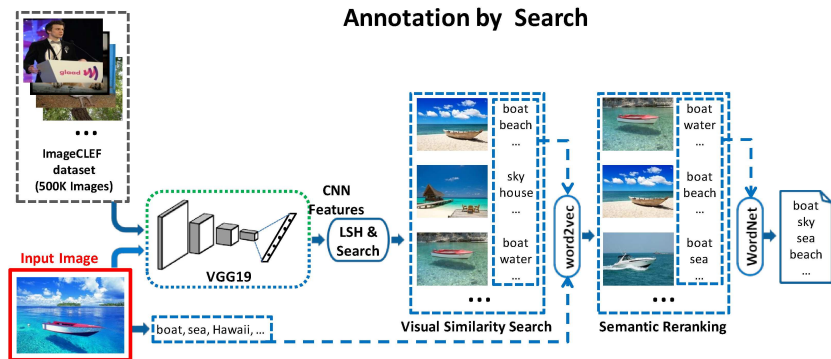 Annotation by Search
glaad
ImageCLEF
dataset
(500K Images)
Input Image
boat, sea, Hawaii, ...
VGG19
CNN
Features
LSH &
Search
boat
beach
...
sky
house
...
boat
water
...
Visual Similarity Search
word2vec
boat
water
...
boat
beach
...
boat
sea
...
Semantic Reranking
WordNet
boat
sky
sea
beach
...